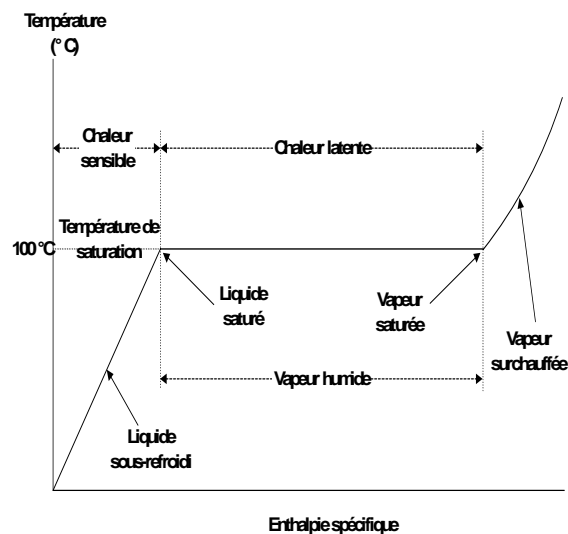 Température
(°C)
Chaleur
sensible
Chaleur latente
Température de
saturation
100 °C
Liquide
saturé
Vapeur
saturée
Vapeur
surchauffée
Vapeur humide
Liquide
sous-refroidi
Enthalpie spécifique